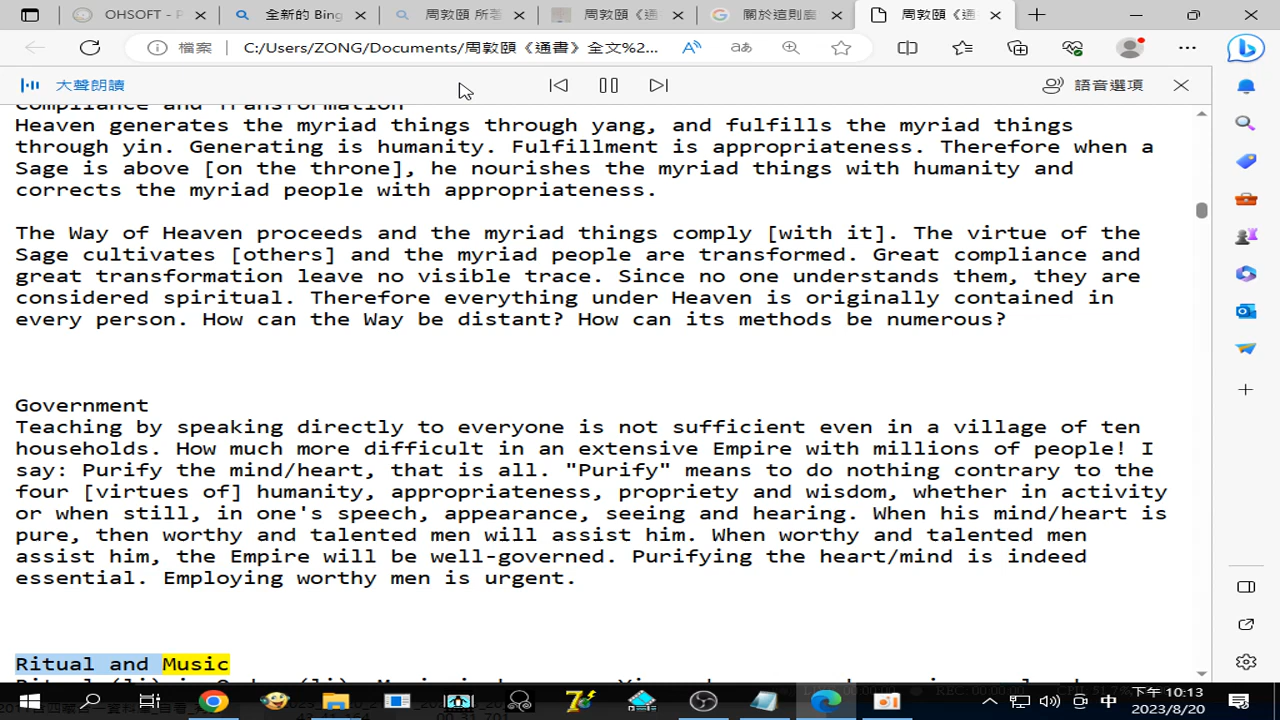 OHSOFT - P
全新的 Bing
周敦頤 所著
周敦頤《通
關於這則
周敦頤《通
檔案
C:/Users/ZONG/Documents/周敦頤《通書》全文%2...
大聲朗讀
語音選項
Compliance and Transformation
Heaven generates the myriad things through yang, and fulfills the myriad things
through yin. Generating is humanity. Fulfillment is appropriateness. Therefore when a
Sage is above [on the throne], he nourishes the myriad things with humanity and
corrects the myriad people with appropriateness.
The Way of Heaven proceeds and the myriad things comply [with it]. The virtue of the
Sage cultivates [others] and the myriad people are transformed. Great compliance and
great transformation leave no visible trace. Since no one understands them, they are
considered spiritual. Therefore everything under Heaven is originally contained in
every person. How can the Way be distant? How can its methods be numerous?
Government
Teaching by speaking directly to everyone is not sufficient even in a village of ten
households. How much more difficult in an extensive Empire with millions of people! I
say: Purify the mind/heart, that is all. "Purify" means to do nothing contrary to the
four [virtues of] humanity, appropriateness, propriety and wisdom, whether in activity
or when still, in one's speech, appearance, seeing and hearing. When his mind/heart is
pure, then worthy and talented men will assist him. When worthy and talented men
assist him, the Empire will be well-governed. Purifying the heart/mind is indeed
essential. Employing worthy men is urgent.
Ritual and Music
中
下午 10:13
2023/8/20